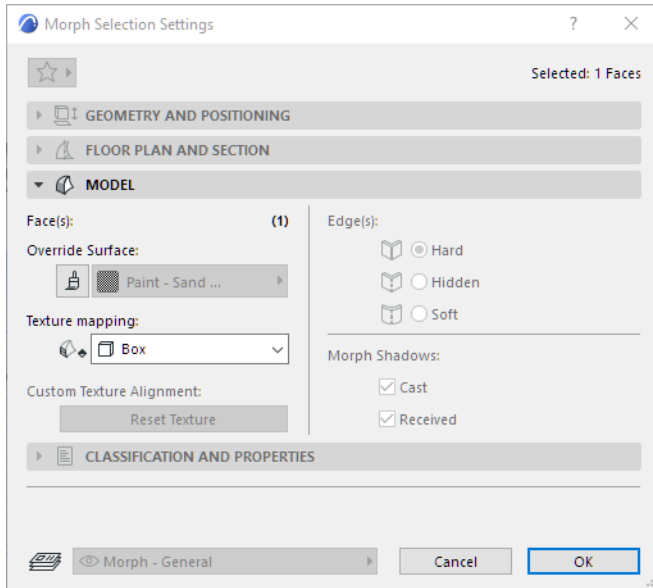 Morph Selection Settings
Selected: 1 Faces
GEOMETRY AND POSITIONING
FLOOR PLAN AND SECTION
MODEL
Face(s): (1)
Override Surface:
Paint - Sand ...
Texture mapping:
Box
Custom Texture Alignment:
Reset Texture
Edge(s):
Hard
Hidden
Soft
Morph Shadows:
Cast
Received
CLASSIFICATION AND PROPERTIES
Morph - General
Cancel
OK